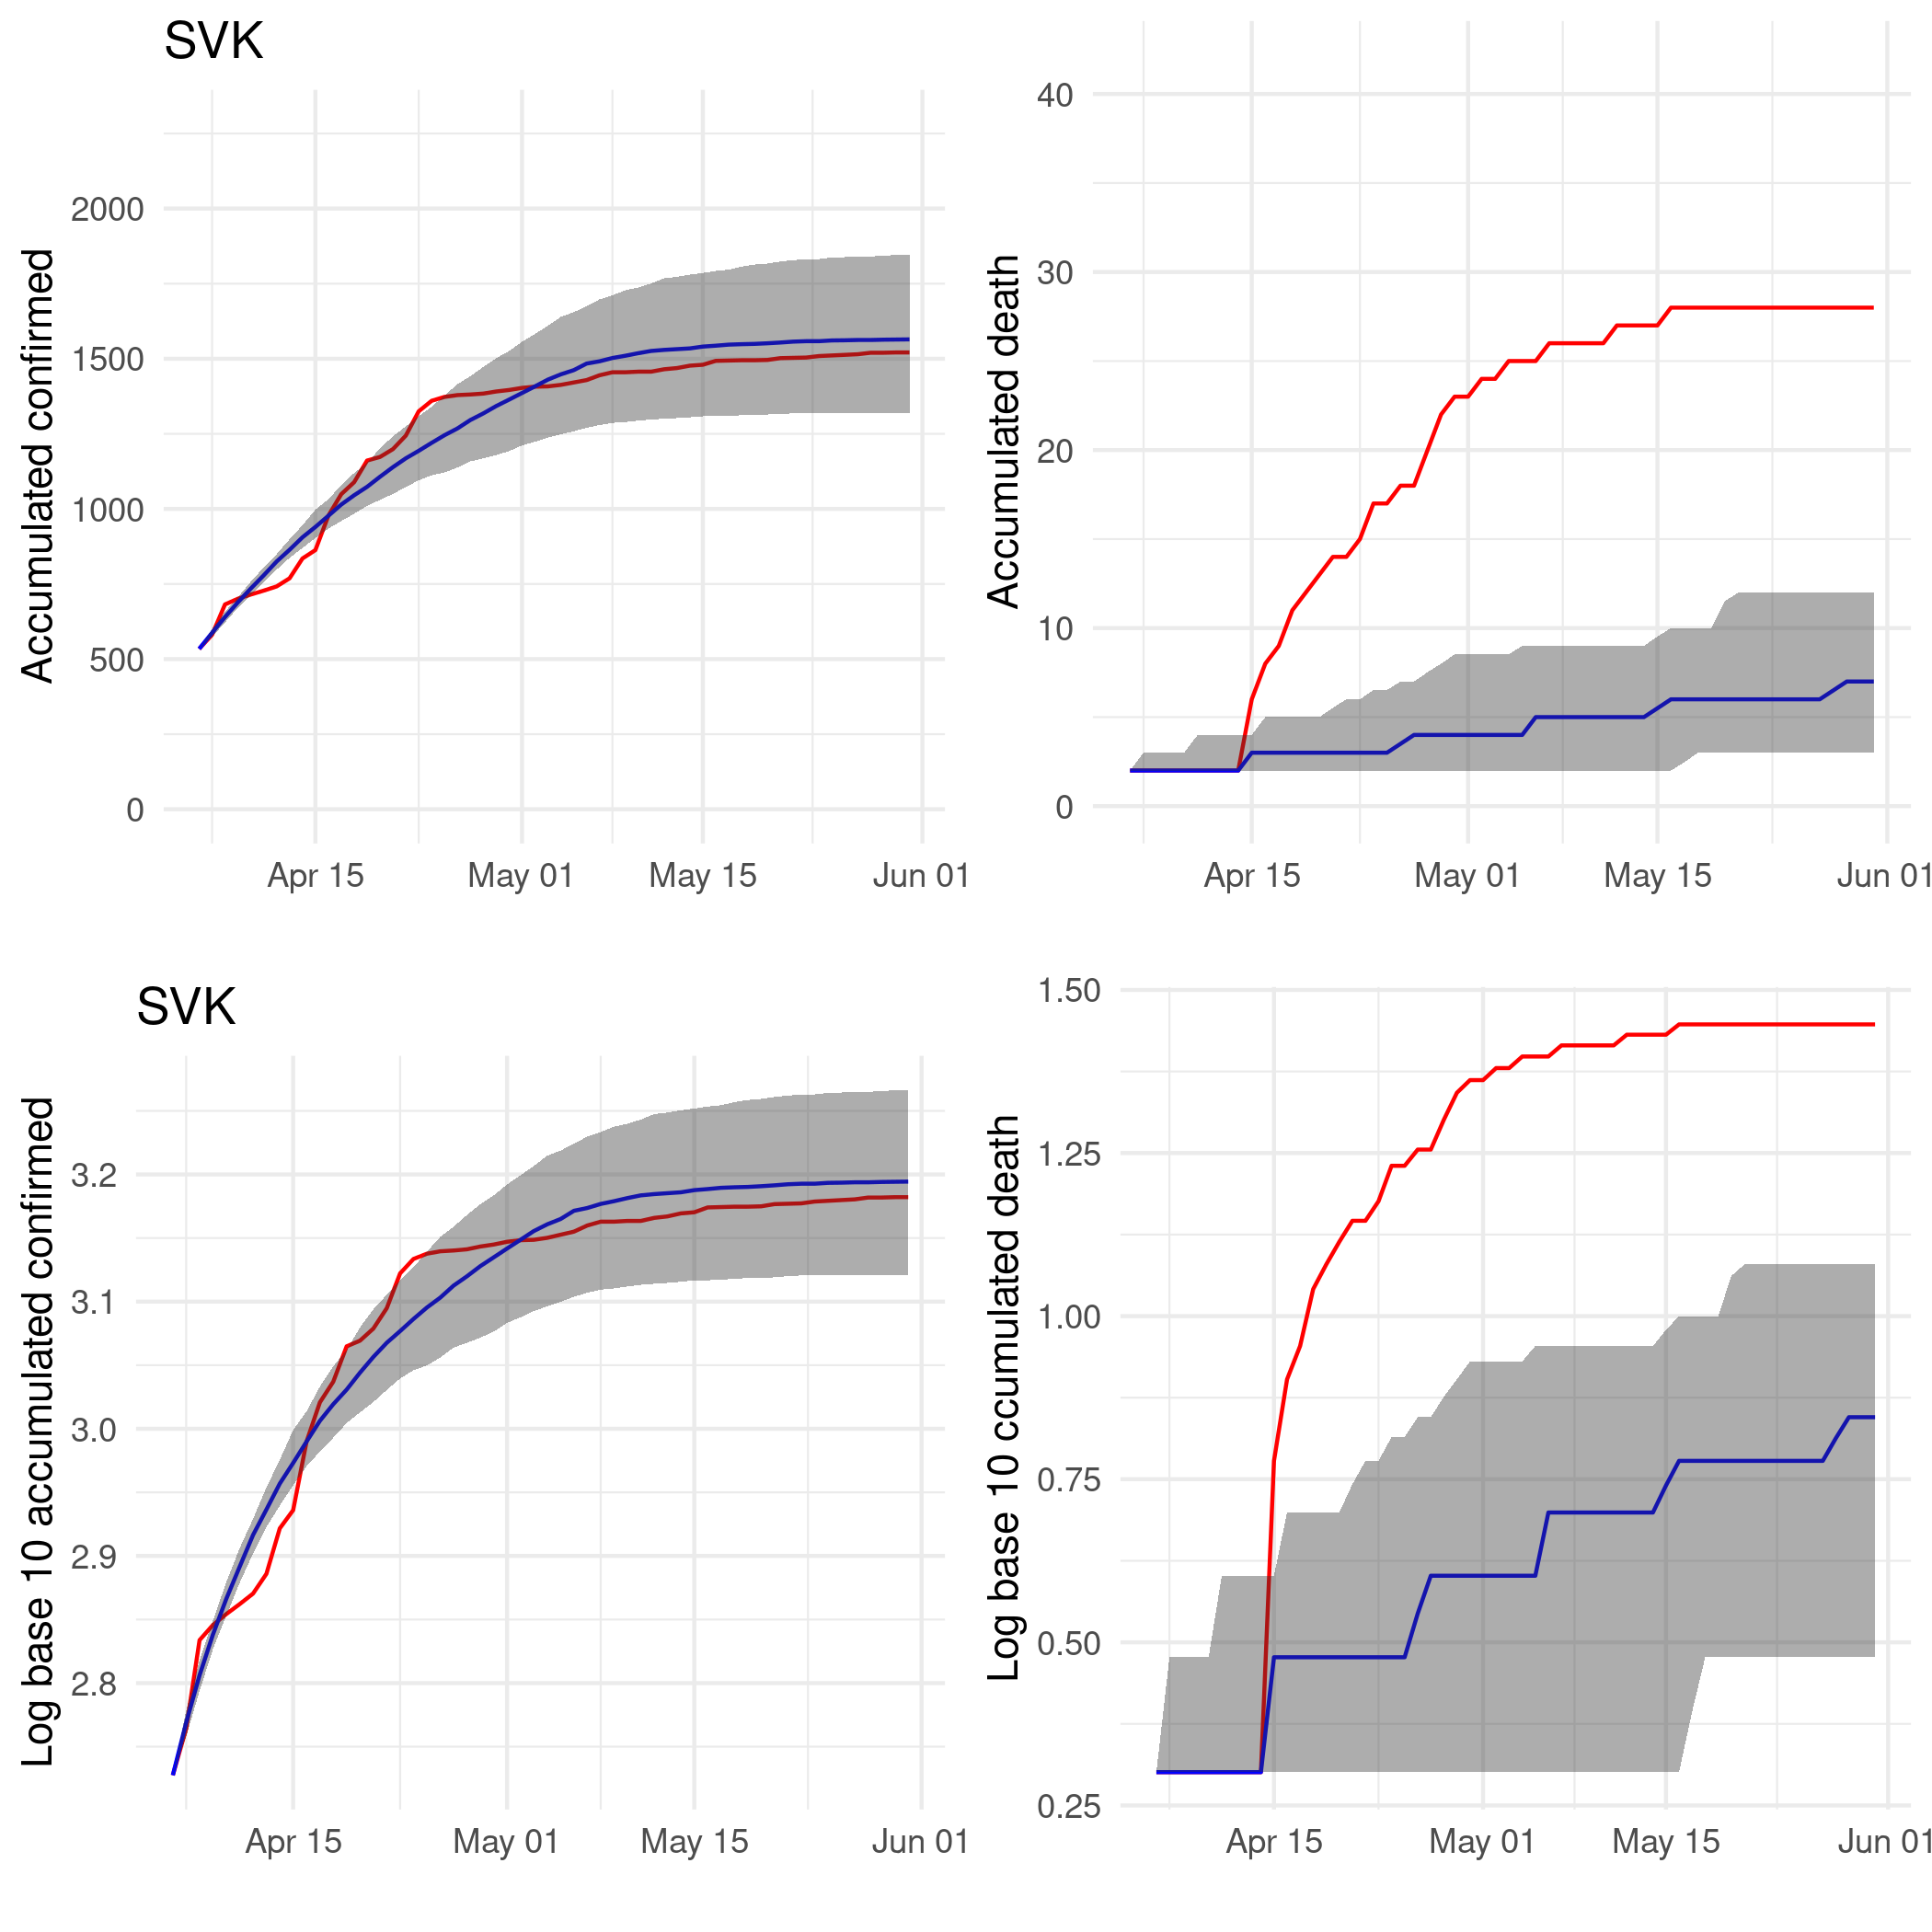 SVK
Accumulated confirmed
2000
1500
1000
500
0
Apr 15
May 01
May 15
Jun 01
Accumulated death
40
30
20
10
0
Apr 15
May 01
May 15
Jun 01
SVK
Log base 10 accumulated confirmed
3.2
3.1
3.0
2.9
2.8
Apr 15
May 01
May 15
Jun 01
Log base 10 ccumulated death
1.50
1.25
1.00
0.75
0.50
0.25
Apr 15
May 01
May 15
Jun 01